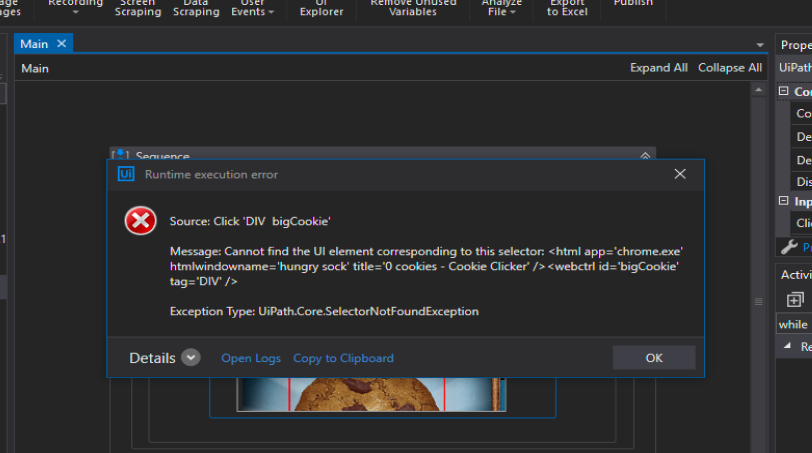 Recording
Screen Scraping
Data Scraping
User Events
UI Explorer
Remove Unused Variables
Analyze File
Export to Excel
Publish
Main
Main
Expand All Collapse All
Sequence
Ui Runtime execution error
Source: Click 'DIV bigCookie'
Message: Cannot find the UI element corresponding to this selector: <html app='chrome.exe'
htmlwindowname='hungry sock' title='0 cookies - Cookie Clicker' /><webctrl id='bigCookie'
tag='DIV' />
Exception Type: UiPath.Core.SelectorNotFoundException
Details Open Logs Copy to Clipboard OK
Prope
UiPath
Co
De
De
Dis
Inp
Cli
Activi
while
Re